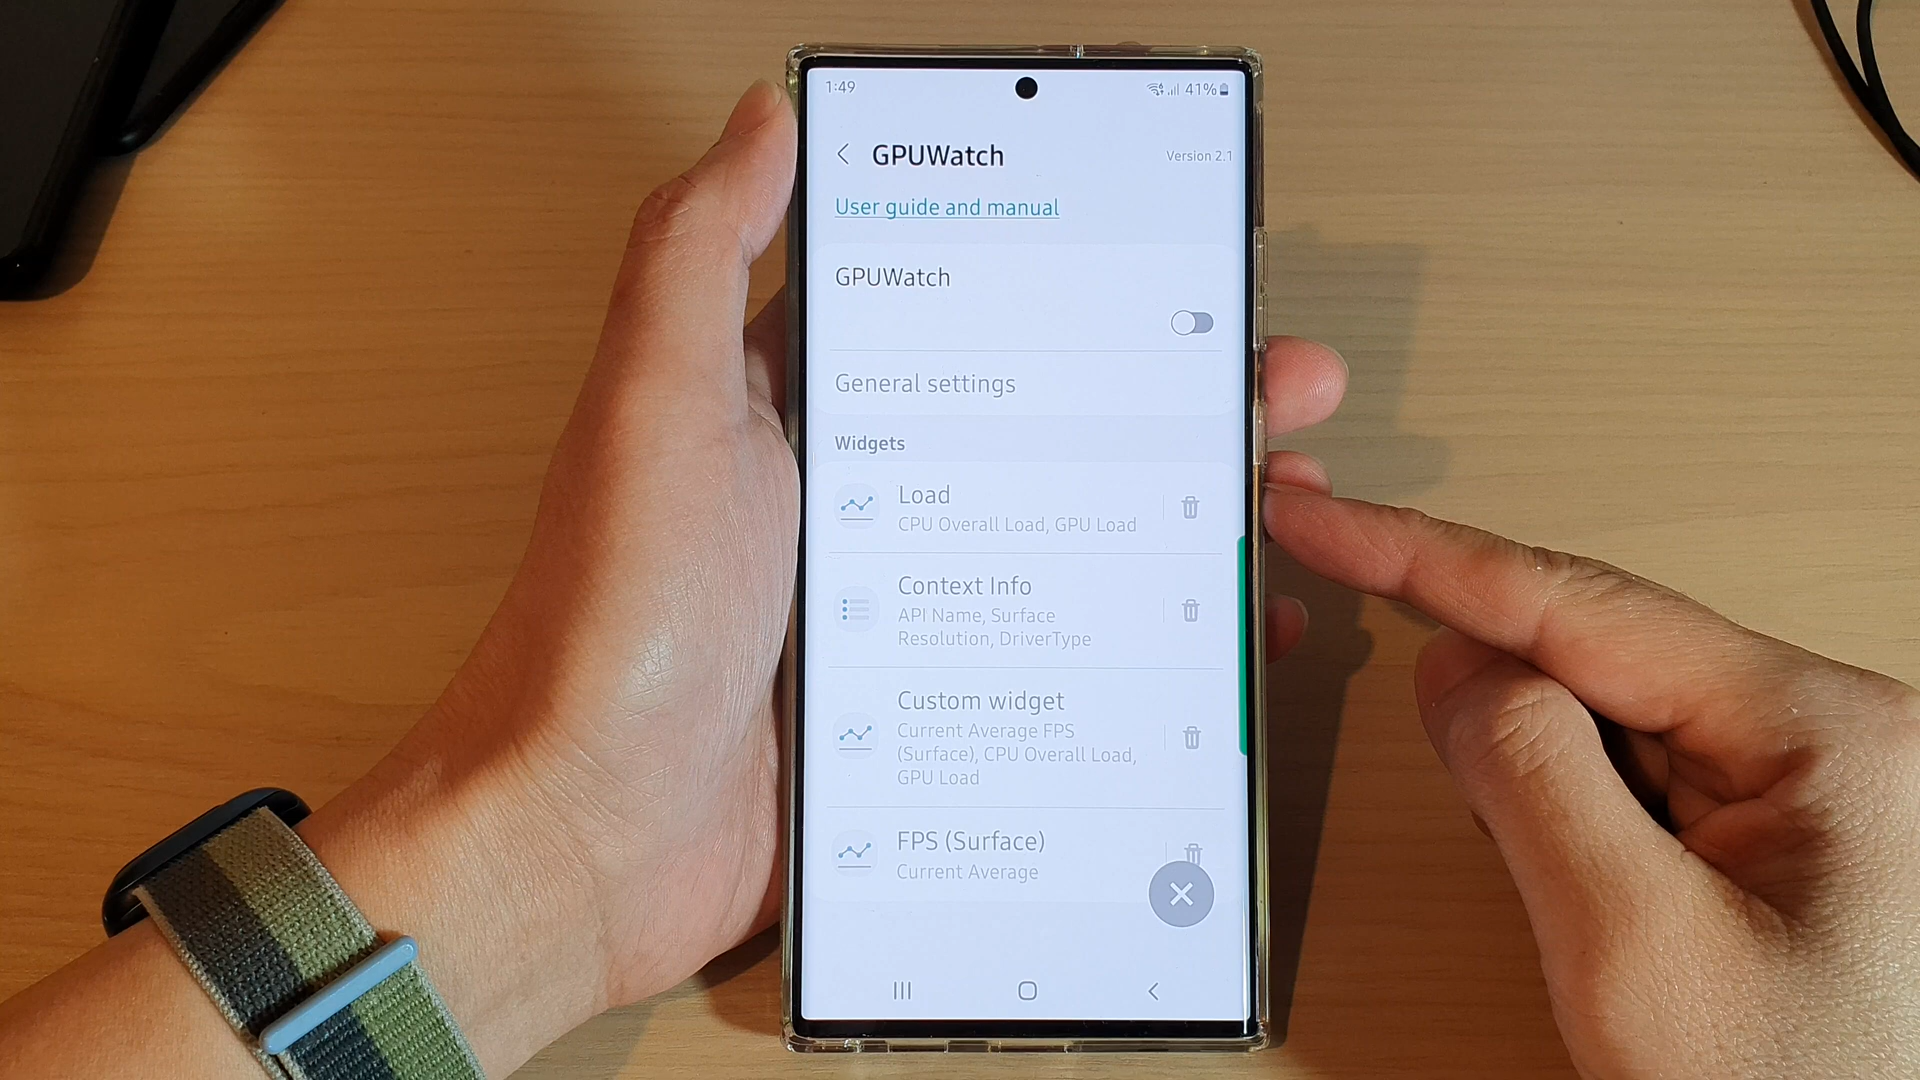 1:49
41%
GPUWatch
Version 2.1
User guide and manual
GPUWatch
General settings
Widgets
Load
CPU Overall Load, GPU Load
Context Info
API Name, Surface
Resolution, DriverType
Custom widget
Current Average FPS
(Surface), CPU Overall Load,
GPU Load
FPS (Surface)
Current Average